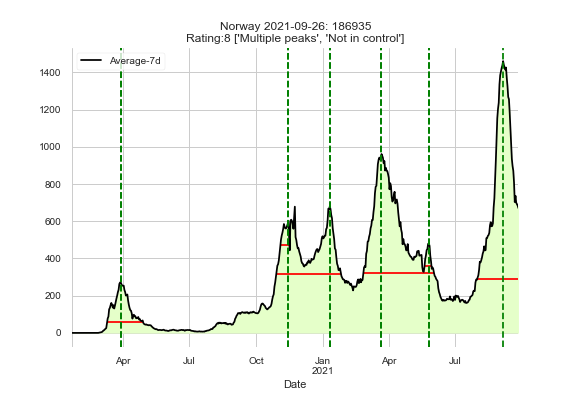 Norway 2021-09-26: 186935
Rating:8 ['Multiple peaks', 'Not in control']
Average-7d
1400
1200
1000
800
600
400
200
0
Apr Jul Oct Jan Apr Jul
2021
Date